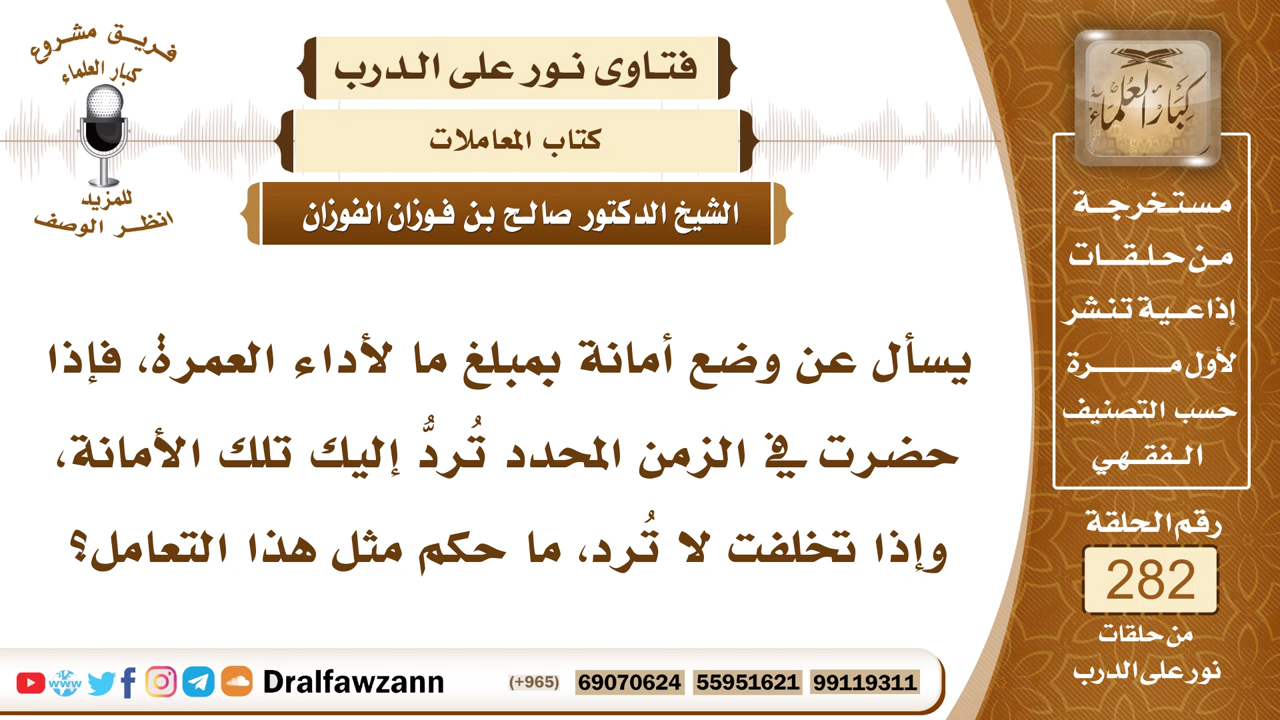 فريق مشروع
كبار العلماء
للمزيد
انظر الوصف
فتاوى نور على الدرب
كتاب المعاملات
الشيخ الدكتور صالح بن فوزان الفوزان
يسأل عن وضع أمانة بمبلغ ما لأداء العمرة، فإذا
حضرت في الزمن المحدد تُردُّ إليك تلك الأمانة،
وإذا تخلفت لا تُرد، ما حكم مثل هذا التعامل؟
كبار العلماء
مستخرجة
من حلقات
إذاعية تنشر
لأول مرة
حسب التصنيف
الفقهي
رقم الحلقة
282
من حلقات
نور على الدرب
www
Dralfawzann (+965) 69070624 55951621 99119311